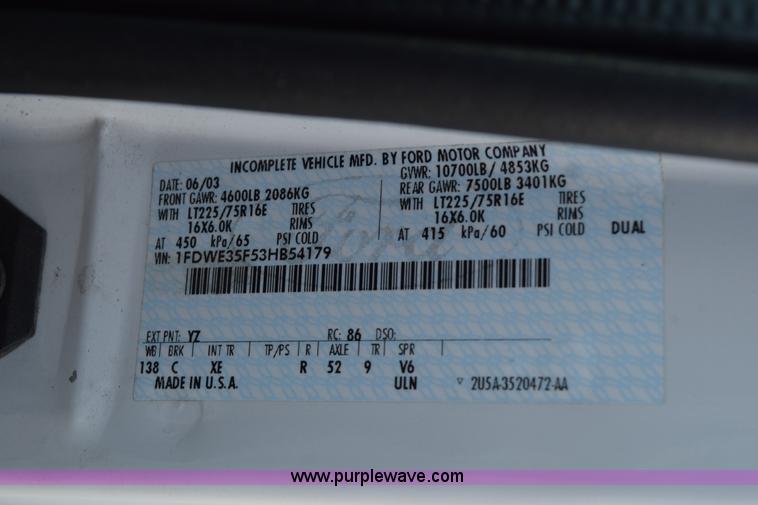 INCOMPLETE VEHICLE MFD. BY FORD MOTOR COMPANY
DATE: 06/03 GVWR: 10700LB/ 4853KG
FRONT GAWR: 4600LB 2086KG REAR GAWR: 7500LB 3401KG
WITH LT225/75R16E TIRES WITH LT225/75R16E TIRES
16X6.0K RIMS 16X6.0K RIMS
AT 450 kPa/65 PSI COLD AT 415 kPa/60 PSI COLD DUAL
VIN: 1FDWE35F53HB54179
EXT PNT: YZ RC: 86 DSO:
WB BRK INT TR TP/PS R AXLE TR SPR
138 C XE R 52 9 V6
MADE IN U.S.A. ULN ▽ 2U5A-3520472-AA
www.purplewave.com